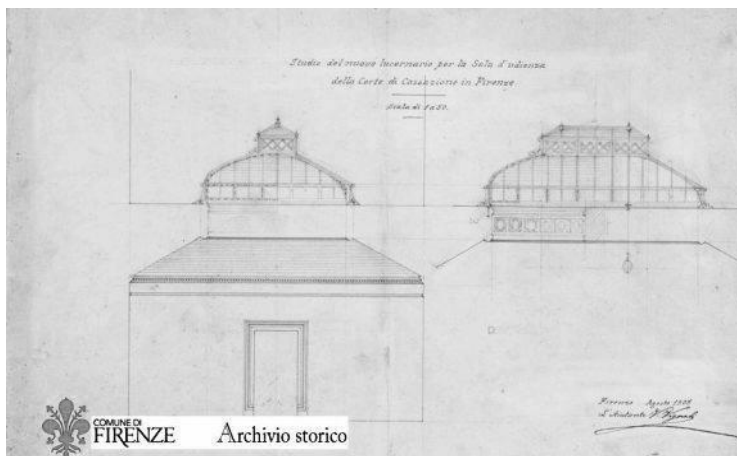 Studio del nuovo lucernario per la Sala d'udienza
della Corte di Cassazione in Firenze
Scala di 1 a 50.
Firenze Agosto
L'Aiutante
COMUNE DI
FIRENZE
Archivio storico